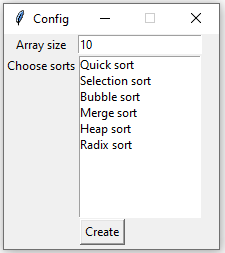 Config
Array size 10
Choose sorts
Quick sort
Selection sort
Bubble sort
Merge sort
Heap sort
Radix sort
Create